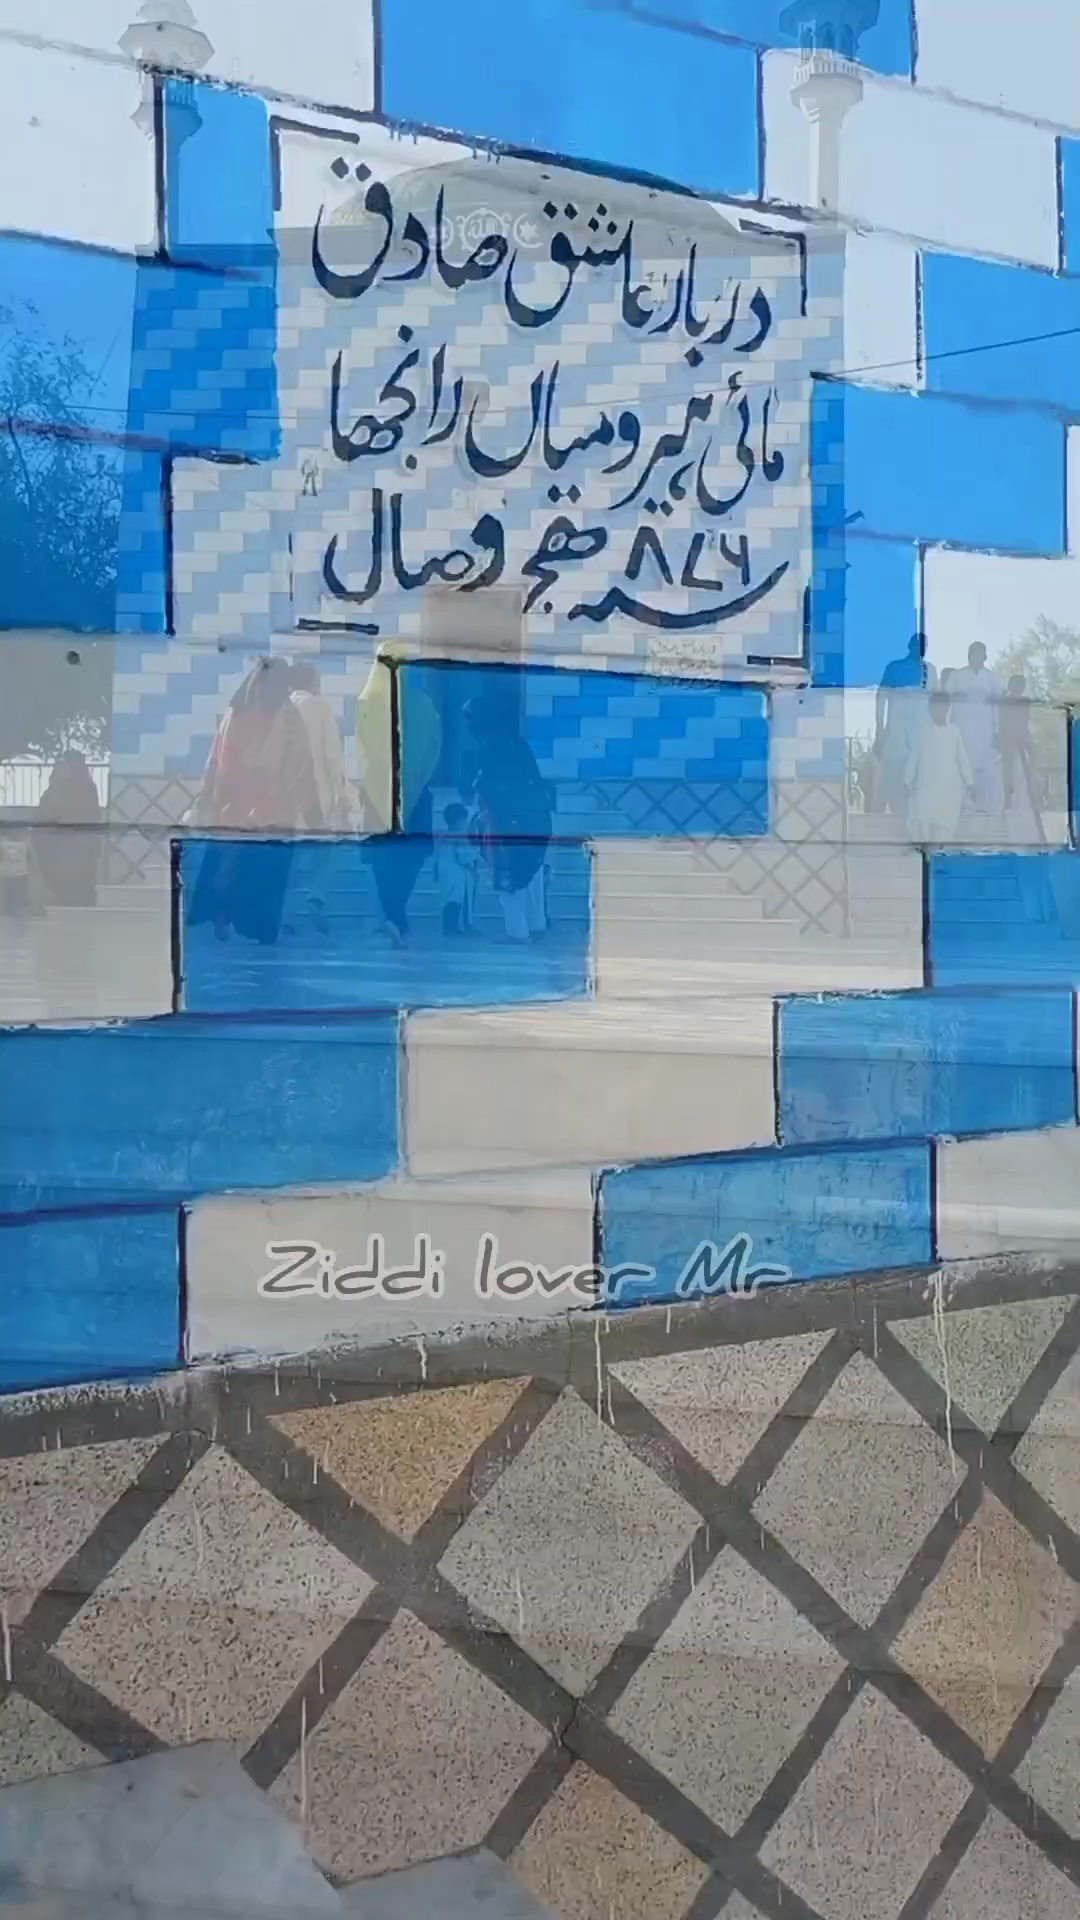 دربار عاشق صادق
مائی ہیر و میاں رانجھا
سنہ ۸۷۶ ھجری وصال
Ziddi lover Mr